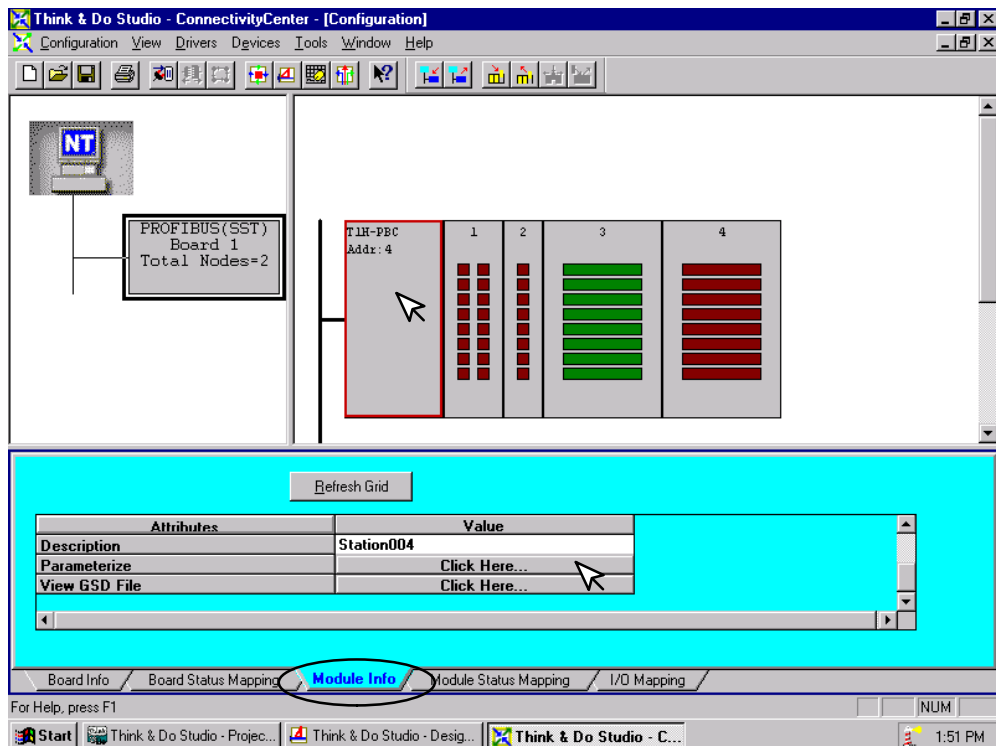 Think & Do Studio - ConnectivityCenter - [Configuration]
Configuration View Drivers Devices Tools Window Help
NT
PROFIBUS(SST)
Board 1
Total Nodes=2
T1H-PBC
Addr:4
1 2 3 4
Refresh Grid
Attributes Value
Description Station004
Parameterize Click Here...
View GSD File Click Here...
Board Info Board Status Mapping Module Info Module Status Mapping I/O Mapping
For Help, press F1 NUM
Start Think & Do Studio - Projec... Think & Do Studio - Desig... Think & Do Studio - C... 1:51 PM